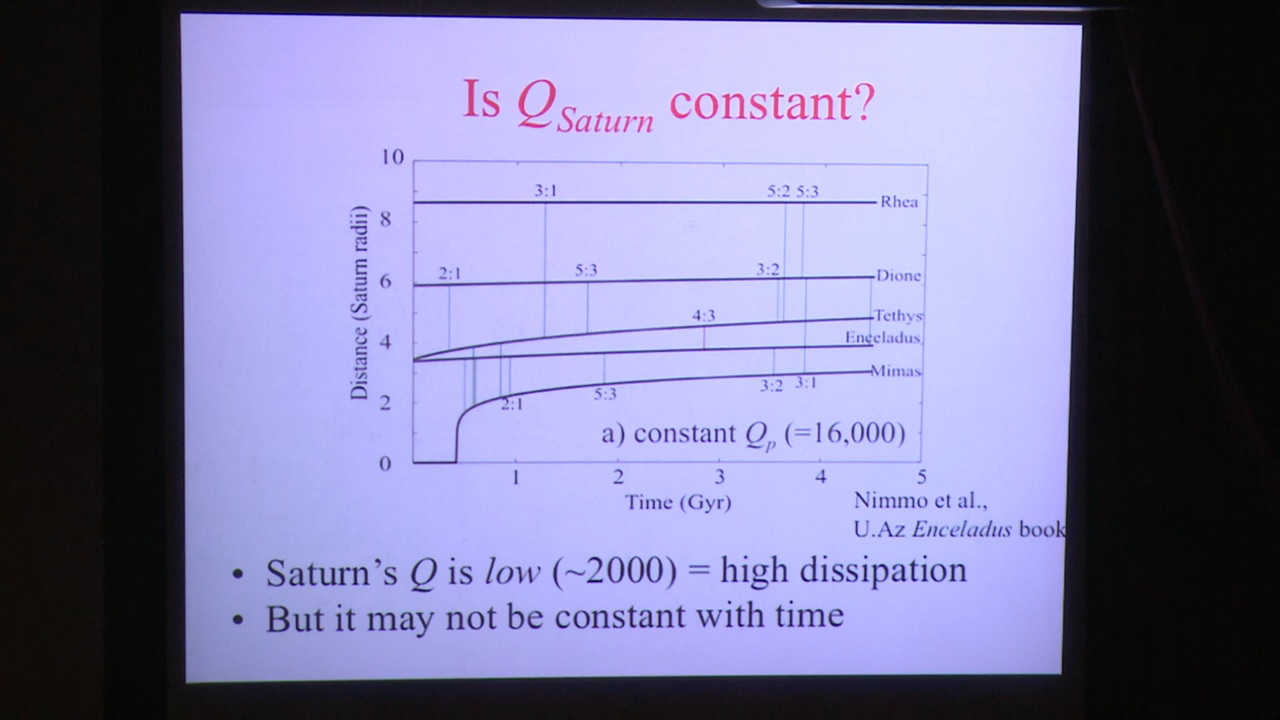 Is Q Saturn constant?
10
8
6
4
2
0
Distance (Saturn radii)
3:1
5:2 5:3
Rhea
2:1
5:3
3:2
Dione
4:3
Tethys
Enceladus
Mimas
2:1
5:3
3:2
3:1
a) constant Qp (=16,000)
1 2 3 4 5
Time (Gyr)
Nimmo et al.,
U.Az Enceladus book
• Saturn's Q is low (~2000) = high dissipation
• But it may not be constant with time